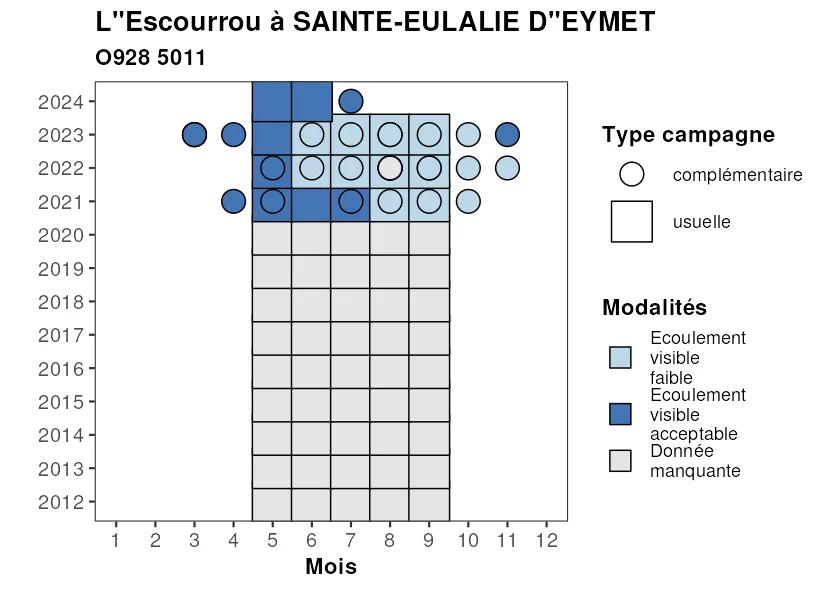 L"Escourrou à SAINTE-EULALIE D"EYMET
O928 5011
2024
2023
2022
2021
2020
2019
2018
2017
2016
2015
2014
2013
2012
1 2 3 4 5 6 7 8 9 10 11 12
Mois
Type campagne
complémentaire
usuelle
Modalités
Ecoulement
visible
faible
Ecoulement
visible
acceptable
Donnée
manquante